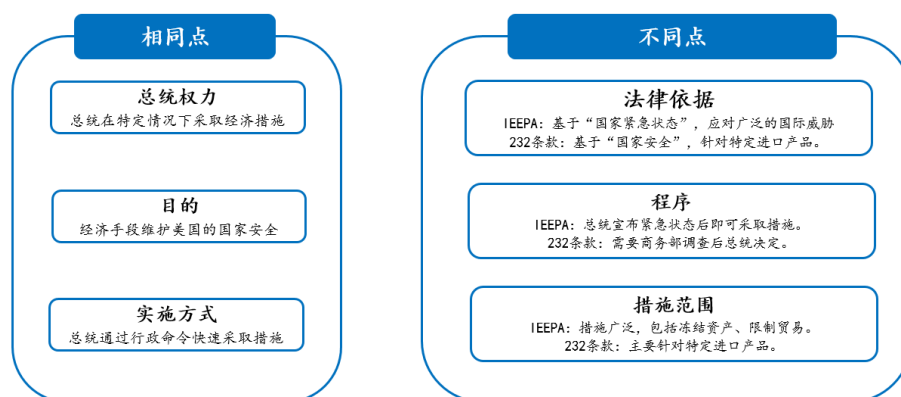 相同点
总统权力
总统在特定情况下采取经济措施
目的
经济手段维护美国的国家安全
实施方式
总统通过行政命令快速采取措施
不同点
法律依据
IEEPA：基于“国家紧急状态”，应对广泛的国际威胁
232条款：基于“国家安全”，针对特定进口产品。
程序
IEEPA：总统宣布紧急状态后即可采取措施。
232条款：需要商务部调查后总统决定。
措施范围
IEEPA：措施广泛，包括冻结资产、限制贸易。
232条款：主要针对特定进口产品。